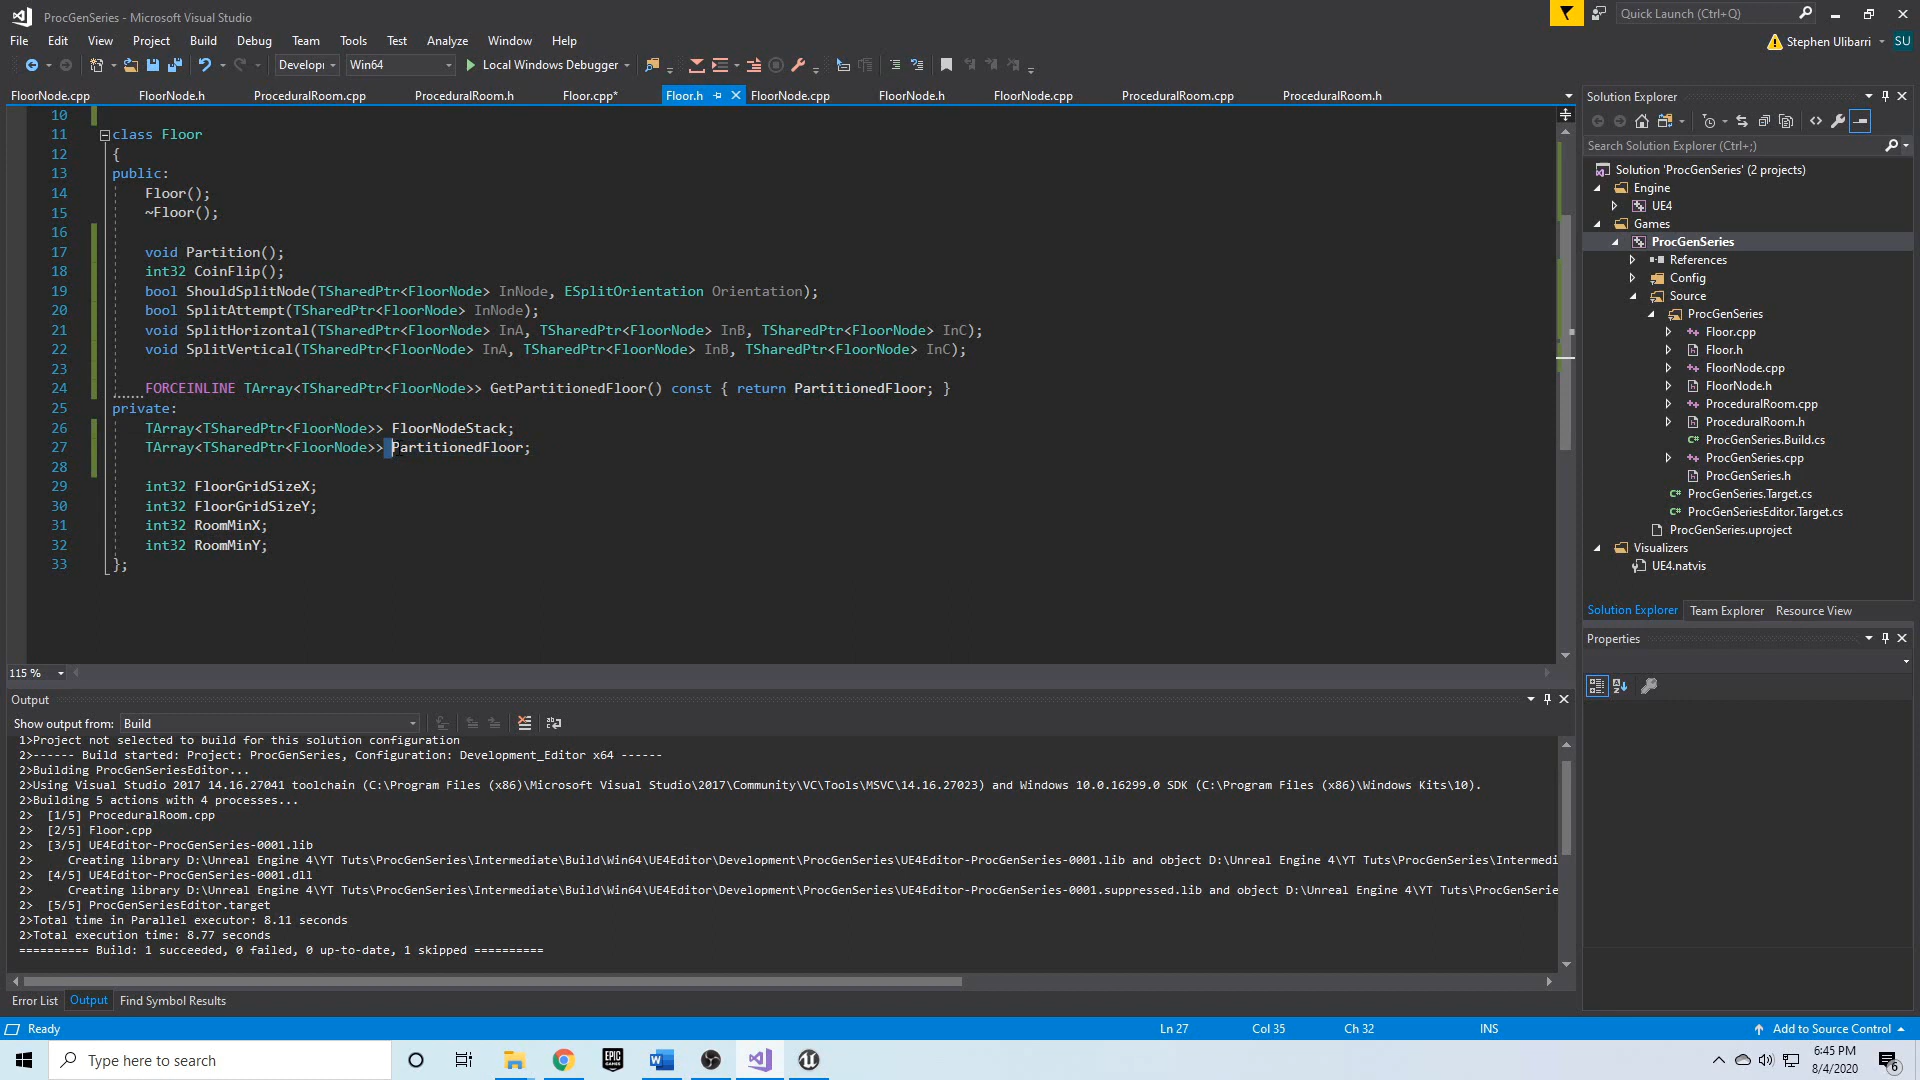 ProcGenSeries - Microsoft Visual Studio
Quick Launch (Ctrl+Q)
File Edit View Project Build Debug Team Tools Test Analyze Window Help
Stephen Ulibarri SU
Developi Win64 Local Windows Debugger
FloorNode.cpp FloorNode.h ProceduralRoom.cpp ProceduralRoom.h Floor.cpp* Floor.h FloorNode.cpp FloorNode.h FloorNode.cpp ProceduralRoom.cpp ProceduralRoom.h
10
11 class Floor
12 {
13 public:
14 Floor();
15 ~Floor();
16
17 void Partition();
18 int32 CoinFlip();
19 bool ShouldSplitNode(TSharedPtr<FloorNode> InNode, ESplitOrientation Orientation);
20 bool SplitAttempt(TSharedPtr<FloorNode> InNode);
21 void SplitHorizontal(TSharedPtr<FloorNode> InA, TSharedPtr<FloorNode> InB, TSharedPtr<FloorNode> InC);
22 void SplitVertical(TSharedPtr<FloorNode> InA, TSharedPtr<FloorNode> InB, TSharedPtr<FloorNode> InC);
23
24 FORCEINLINE TArray<TSharedPtr<FloorNode>> GetPartitionedFloor() const { return PartitionedFloor; }
25 private:
26 TArray<TSharedPtr<FloorNode>> FloorNodeStack;
27 TArray<TSharedPtr<FloorNode>> PartitionedFloor;
28
29 int32 FloorGridSizeX;
30 int32 FloorGridSizeY;
31 int32 RoomMinX;
32 int32 RoomMinY;
33 };
115 %
Solution Explorer
Search Solution Explorer (Ctrl+;)
Solution 'ProcGenSeries' (2 projects)
Engine
UE4
Games
ProcGenSeries
References
Config
Source
ProcGenSeries
Floor.cpp
Floor.h
FloorNode.cpp
FloorNode.h
ProceduralRoom.cpp
ProceduralRoom.h
ProcGenSeries.Build.cs
ProcGenSeries.cpp
ProcGenSeries.h
ProcGenSeries.Target.cs
ProcGenSeriesEditor.Target.cs
ProcGenSeries.uproject
Visualizers
UE4.natvis
Solution Explorer Team Explorer Resource View
Properties
Output
Show output from: Build
1>Project not selected to build for this solution configuration
2>------ Build started: Project: ProcGenSeries, Configuration: Development_Editor x64 ------
2>Building ProcGenSeriesEditor...
2>Using Visual Studio 2017 14.16.27041 toolchain (C:\Program Files (x86)\Microsoft Visual Studio\2017\Community\VC\Tools\MSVC\14.16.27023) and Windows 10.0.16299.0 SDK (C:\Program Files (x86)\Windows Kits\10).
2>Building 5 actions with 4 processes...
2> [1/5] ProceduralRoom.cpp
2> [2/5] Floor.cpp
2> [3/5] UE4Editor-ProcGenSeries-0001.lib
2> Creating library D:\Unreal Engine 4\YT Tuts\ProcGenSeries\Intermediate\Build\Win64\UE4Editor\Development\ProcGenSeries\UE4Editor-ProcGenSeries-0001.lib and object D:\Unreal Engine 4\YT Tuts\ProcGenSeries\Intermedi
2> [4/5] UE4Editor-ProcGenSeries-0001.dll
2> Creating library D:\Unreal Engine 4\YT Tuts\ProcGenSeries\Intermediate\Build\Win64\UE4Editor\Development\ProcGenSeries\UE4Editor-ProcGenSeries-0001.suppressed.lib and object D:\Unreal Engine 4\YT Tuts\ProcGenSerie
2> [5/5] ProcGenSeriesEditor.target
2>Total time in Parallel executor: 8.11 seconds
2>Total execution time: 8.77 seconds
========== Build: 1 succeeded, 0 failed, 0 up-to-date, 1 skipped ==========
Error List Output Find Symbol Results
Ready Ln 27 Col 35 Ch 32 INS Add to Source Control
Type here to search
EPIC GAMES
6:45 PM
8/4/2020
6